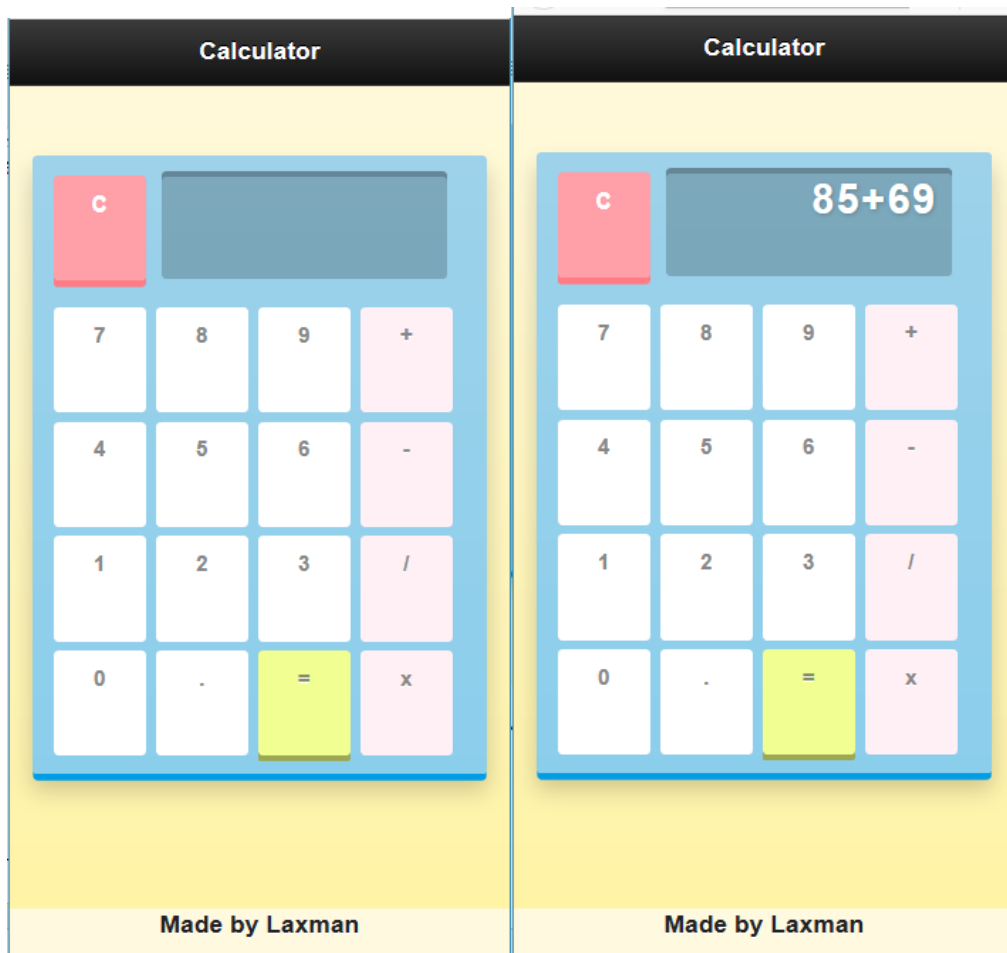 Calculator
C
7 8 9 +
4 5 6 -
1 2 3 /
0 . = x
Made by Laxman
Calculator
C 85+69
7 8 9 +
4 5 6 -
1 2 3 /
0 . = x
Made by Laxman